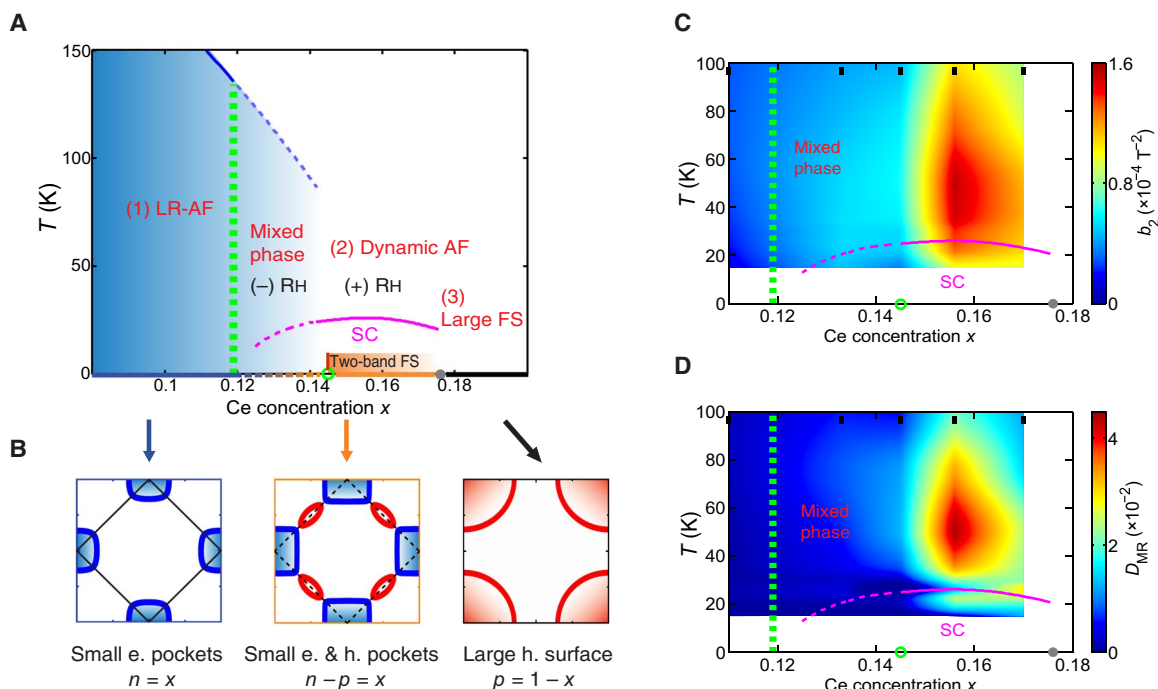 A
150
100
50
0
T (K)
(1) LR-AF
Mixed
phase
(2) Dynamic AF
(–) RH
(+) RH
(3)
Large FS
SC
Two-band FS
0.1
0.12
0.14
0.16
0.18
Ce concentration x
B
Small e. pockets
n = x
Small e. & h. pockets
n – p = x
Large h. surface
p = 1 – x
C
100
80
60
40
20
0
T (K)
Mixed
phase
SC
0.12
0.14
0.16
0.18
Ce concentration x
1.6
0.8
0
b2 (×10–4 T–2)
D
100
80
60
40
20
0
T (K)
Mixed
phase
SC
0.12
0.14
0.16
0.18
Ce concentration x
4
2
0
DMR (×10–2)